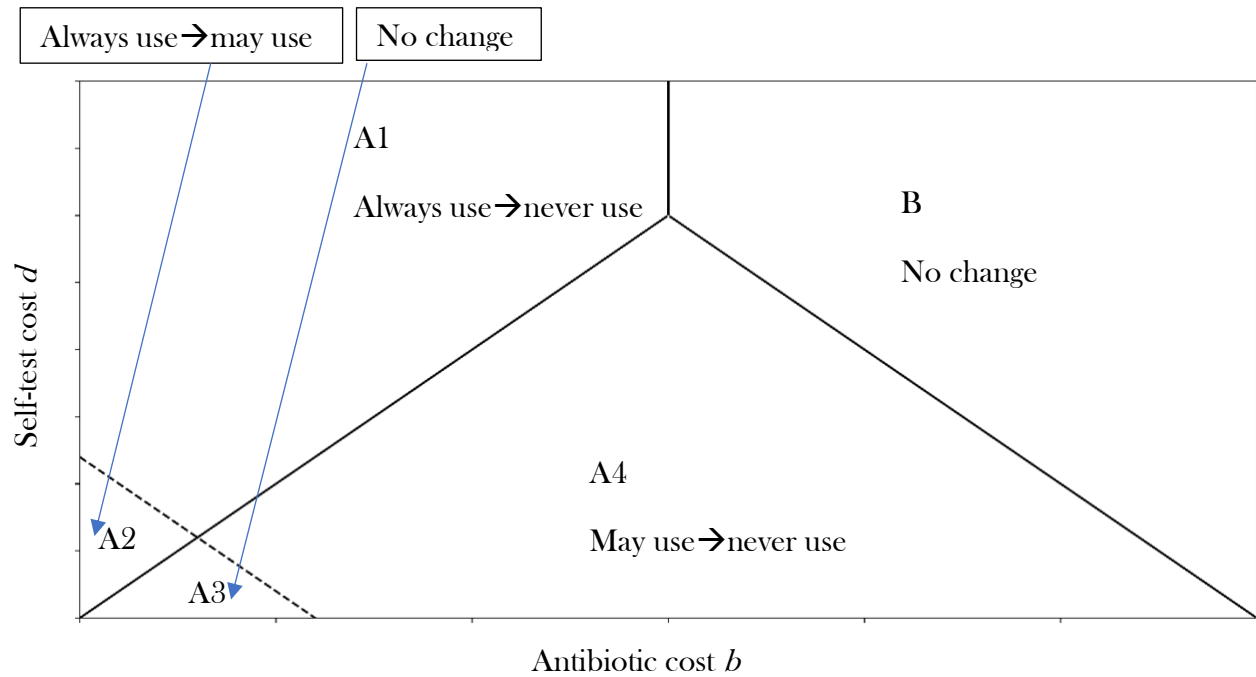 Always use→may use
No change
A1
Always use→never use
B
No change
Self-test cost d
A4
May use→never use
A2
A3
Antibiotic cost b